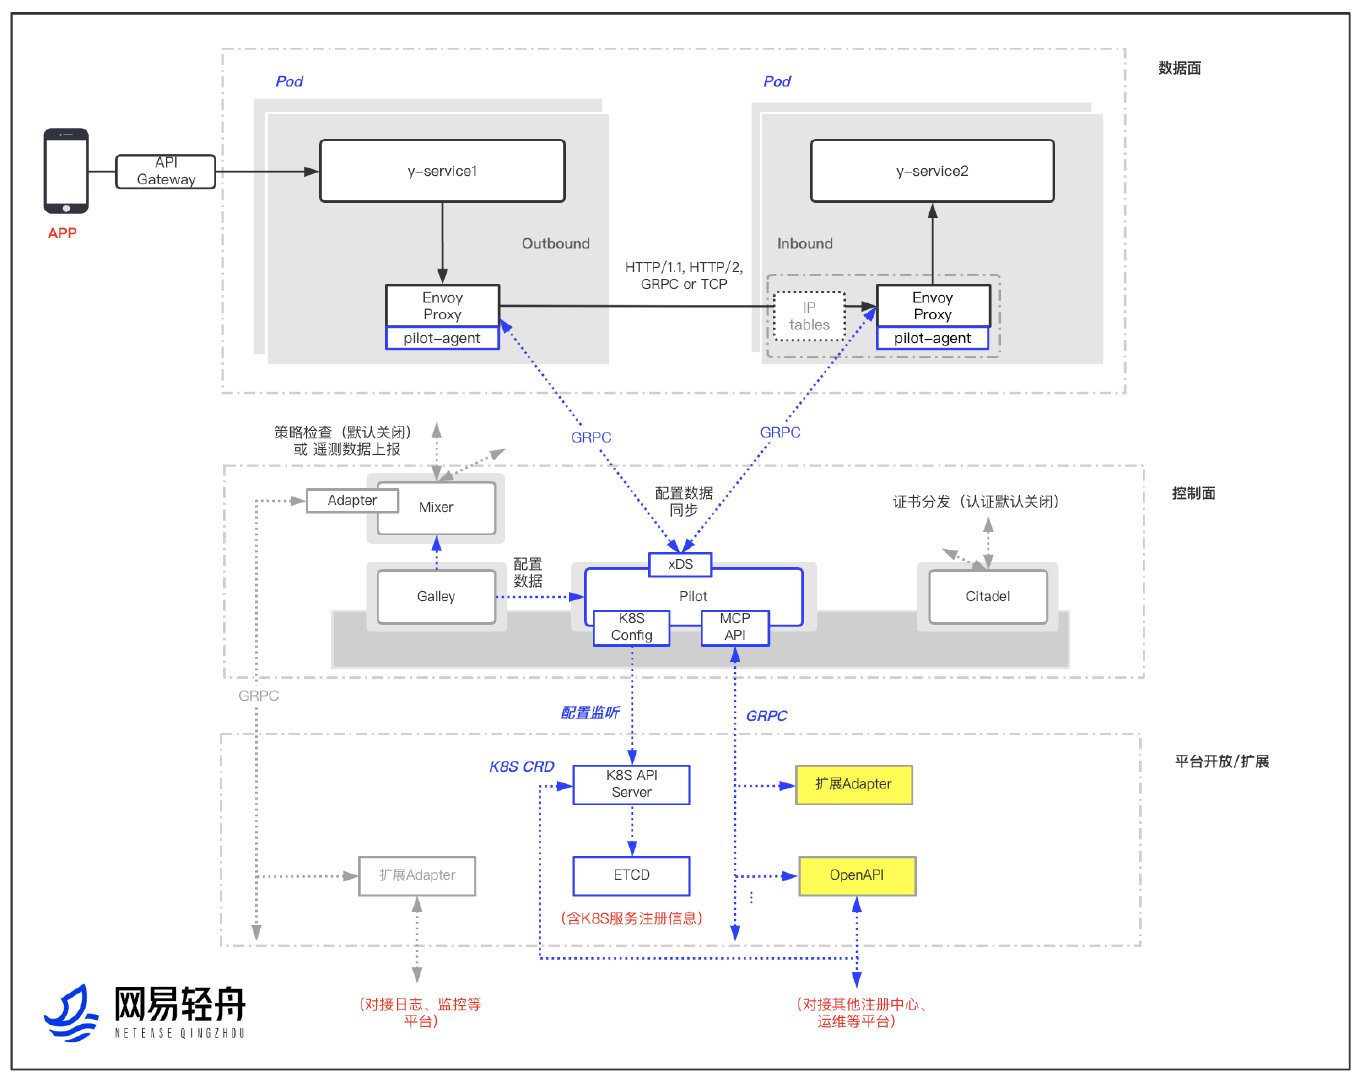 数据面
Pod
Pod
API
Gateway
y-service1
y-service2
APP
Outbound
Inbound
HTTP/1.1, HTTP/2,
GRPC or TCP
Envoy
Proxy
pilot-agent
IP
tables
Envoy
Proxy
pilot-agent
GRPC
GRPC
策略检查（默认关闭）
或 遥测数据上报
控制面
Adapter
Mixer
配置数据
同步
证书分发（认证默认关闭）
配置
数据
xDS
Galley
Pilot
Citadel
K8S
Config
MCP
API
GRPC
配置监听
GRPC
平台开放/扩展
K8S CRD
K8S API
Server
扩展Adapter
扩展Adapter
ETCD
OpenAPI
...
（含K8S服务注册信息）
（对接日志、监控等
平台）
（对接其他注册中心、
运维等平台）
网易轻舟
NETEASE QINGZHOU